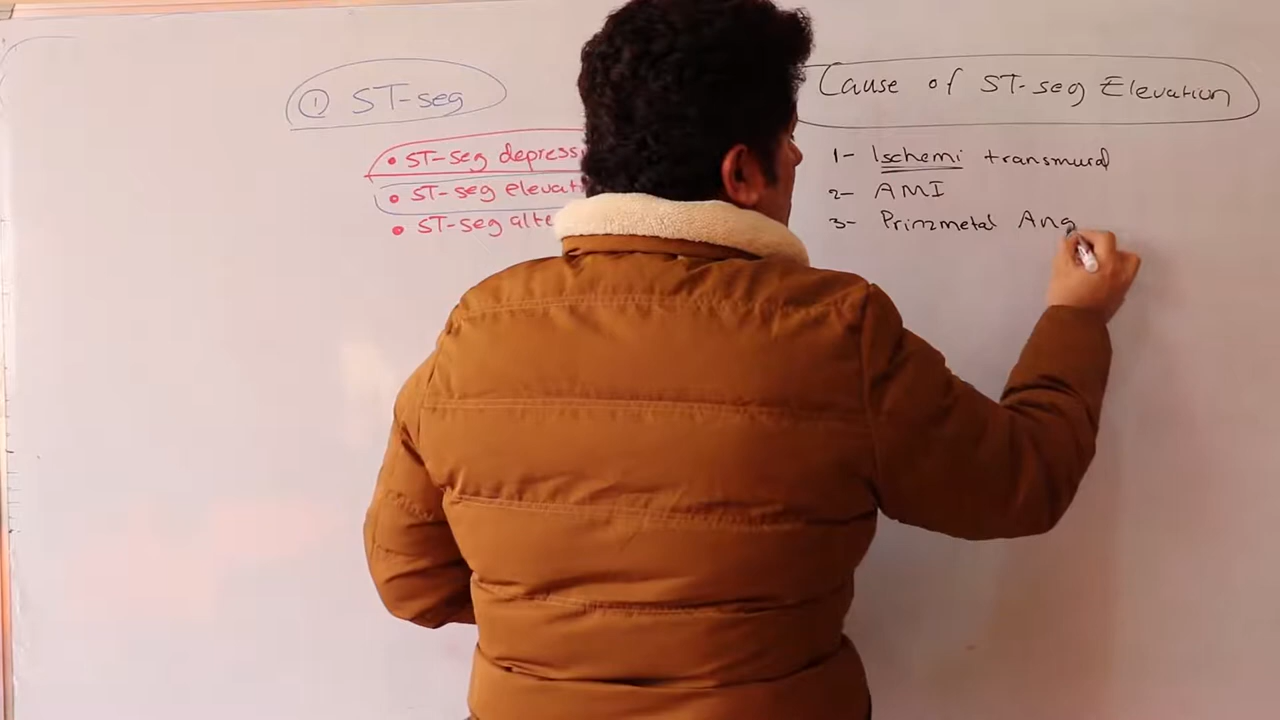 ① ST-seg
• ST-seg depress
• ST-seg elevat
• ST-seg alte
Cause of ST-seg Elevation
1- Ischemi transmural
2- AMI
3- Prinzmetal Ang